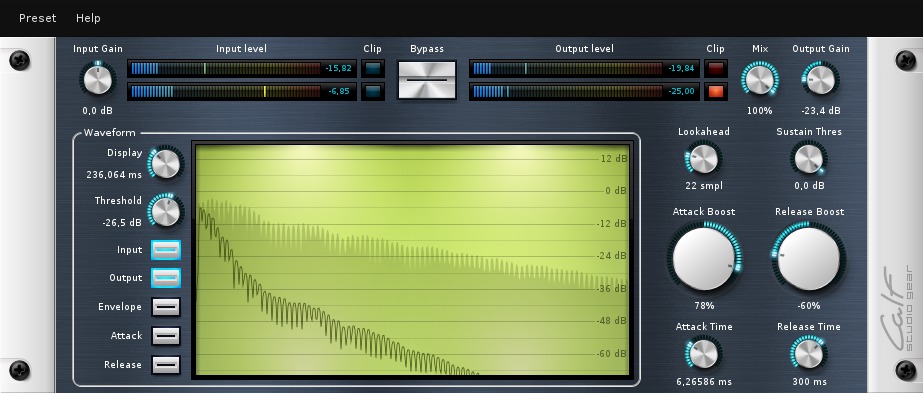 Preset Help
Input Gain Input level Clip Bypass Output level Clip Mix Output Gain
-15,82 -19,84
-6,85 -25,00
0,0 dB 100% -23,4 dB
Waveform Lookahead Sustain Thres
Display
236,064 ms
22 smpl 0,0 dB
Threshold
-26,5 dB
Attack Boost Release Boost
Input
Output
Envelope 78% -60%
Attack Attack Time Release Time
Release
6,26586 ms 300 ms
12 dB
0 dB
-12 dB
-24 dB
-36 dB
-48 dB
-60 dB
Calf
studio gear